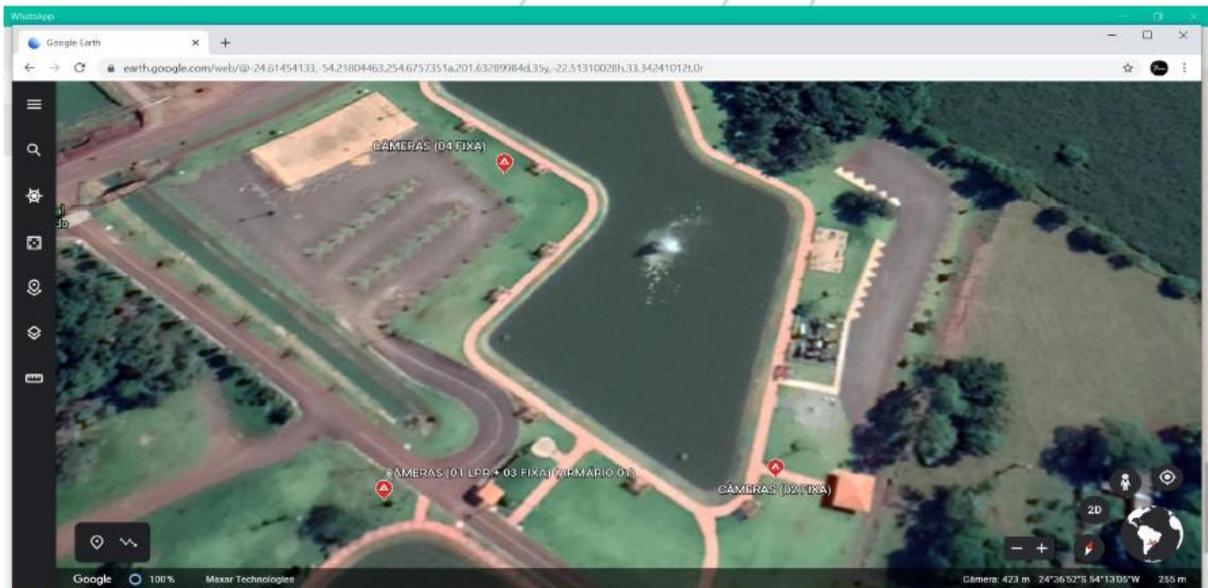 WhatsApp
Google Earth
earth.google.com/web/@-24.61454133,-54.21804463,254.6757351a,201.63289984d,35y,-22.51310028h,33.34241012t,0r
CÂMERAS (04 FIXA)
do
CÂMERAS (01 LPR + 03 FIXA) (ARMÁRIO 01)
CÂMERAS (02 FIXA)
2D
Google 100% Maxar Technologies Câmera: 423 m 24°36'52"S 54°13'05"W 255 m